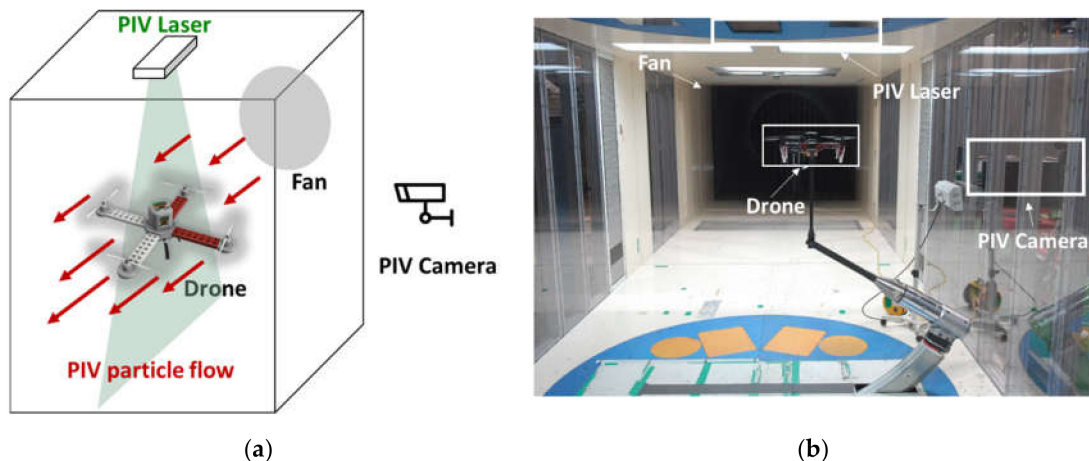 PIV Laser
Fan
Drone
PIV Camera
PIV particle flow
(a)
Fan
PIV Laser
Drone
PIV Camera
(b)